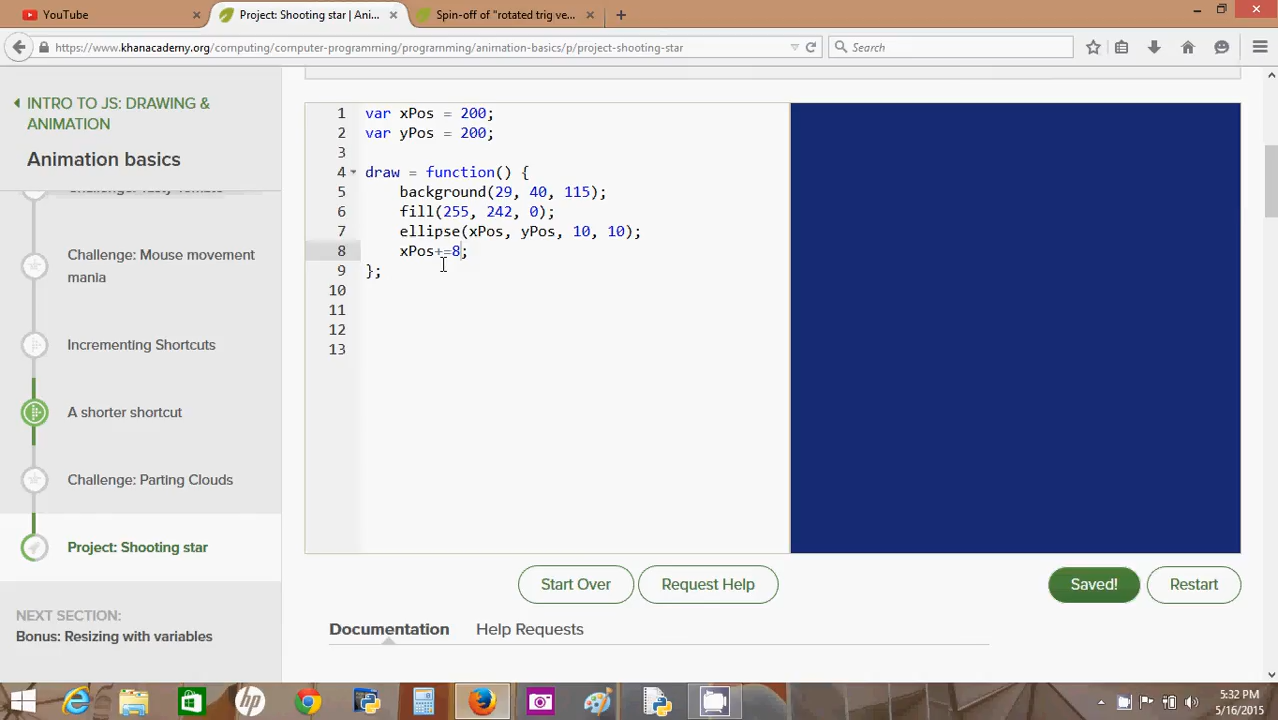 YouTube
Project: Shooting star | Ani...
Spin-off of "rotated trig ve...
https://www.khanacademy.org/computing/computer-programming/programming/animation-basics/p/project-shooting-star
Search
INTRO TO JS: DRAWING &
ANIMATION
Animation basics
Challenge: Mouse movement
mania
Incrementing Shortcuts
A shorter shortcut
Challenge: Parting Clouds
Project: Shooting star
NEXT SECTION:
Bonus: Resizing with variables
1 var xPos = 200;
2 var yPos = 200;
3
4 draw = function() {
5 background(29, 40, 115);
6 fill(255, 242, 0);
7 ellipse(xPos, yPos, 10, 10);
8 xPos+=8;
9 };
10
11
12
13
Start Over
Request Help
Saved!
Restart
Documentation
Help Requests
5:32 PM
5/16/2015